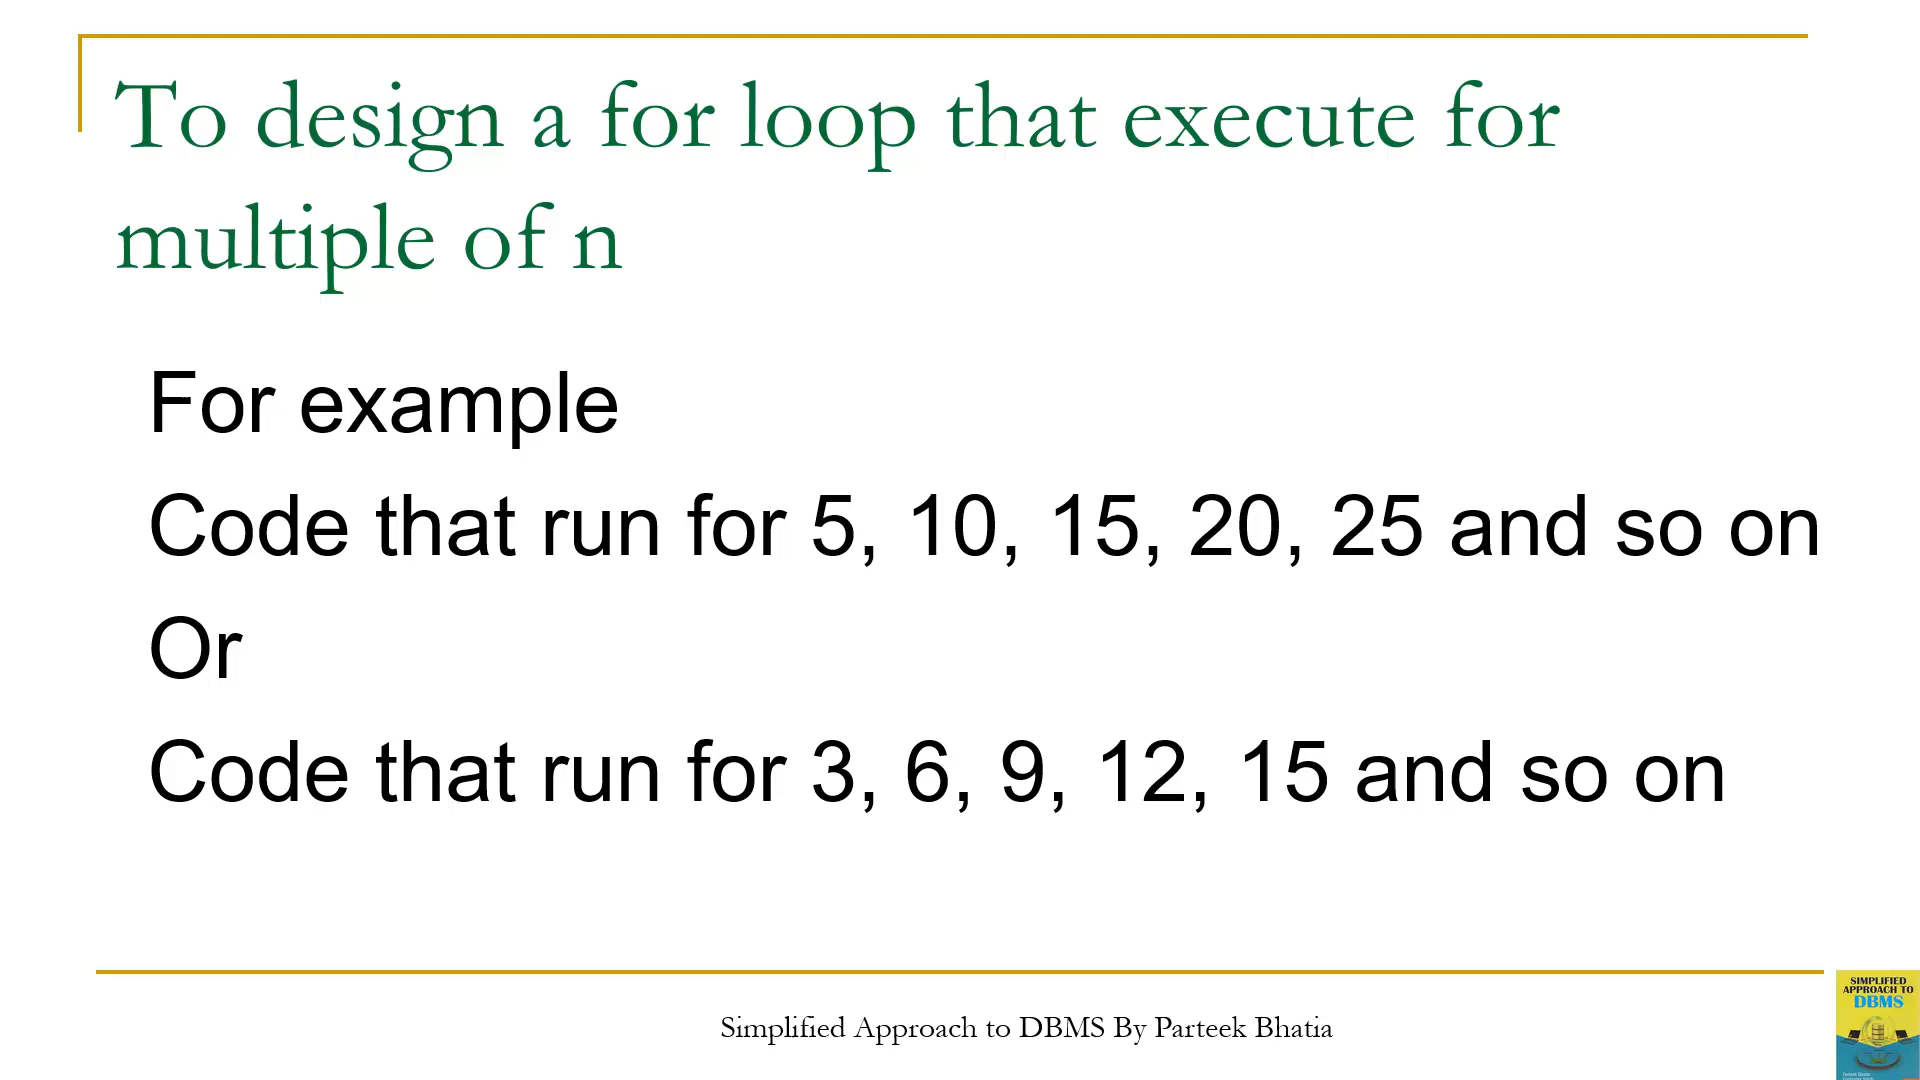 To design a for loop that execute for
multiple of n
For example
Code that run for 5, 10, 15, 20, 25 and so on
Or
Code that run for 3, 6, 9, 12, 15 and so on
Simplified Approach to DBMS By Parteek Bhatia
SIMPLIFIED
APPROACH TO
DBMS